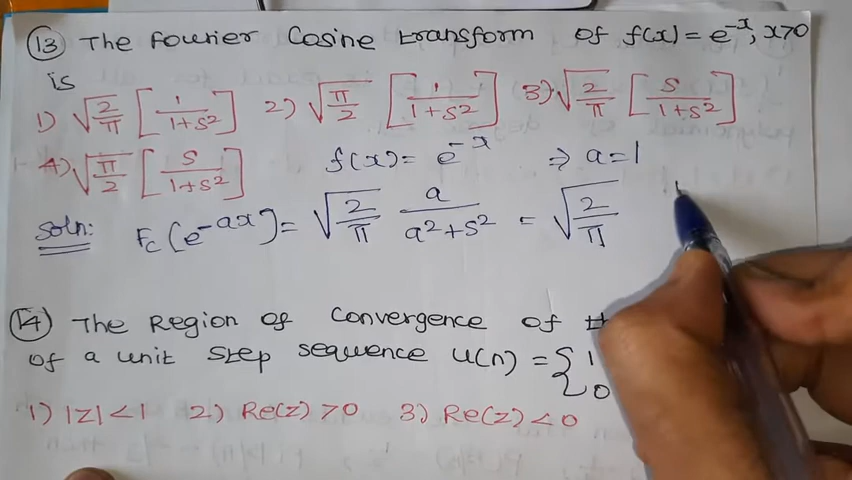 (13) The Fourier Cosine transform of f(x) = e^-x, x>0
is
1) √(2/π) [1/(1+s²)] 2) √(π/2) [1/(1+s²)] 3) √(2/π) [s/(1+s²)]
4) √(π/2) [s/(1+s²)] f(x) = e^-x ⇒ a=1
Soln: Fc(e^-ax) = √(2/π) a/(a²+s²) = √(2/π)
(14) The Region of convergence of
of a unit step sequence u(n) = { 1
0
1) |z|<1 2) Re(z) >0 3) Re(z) <0